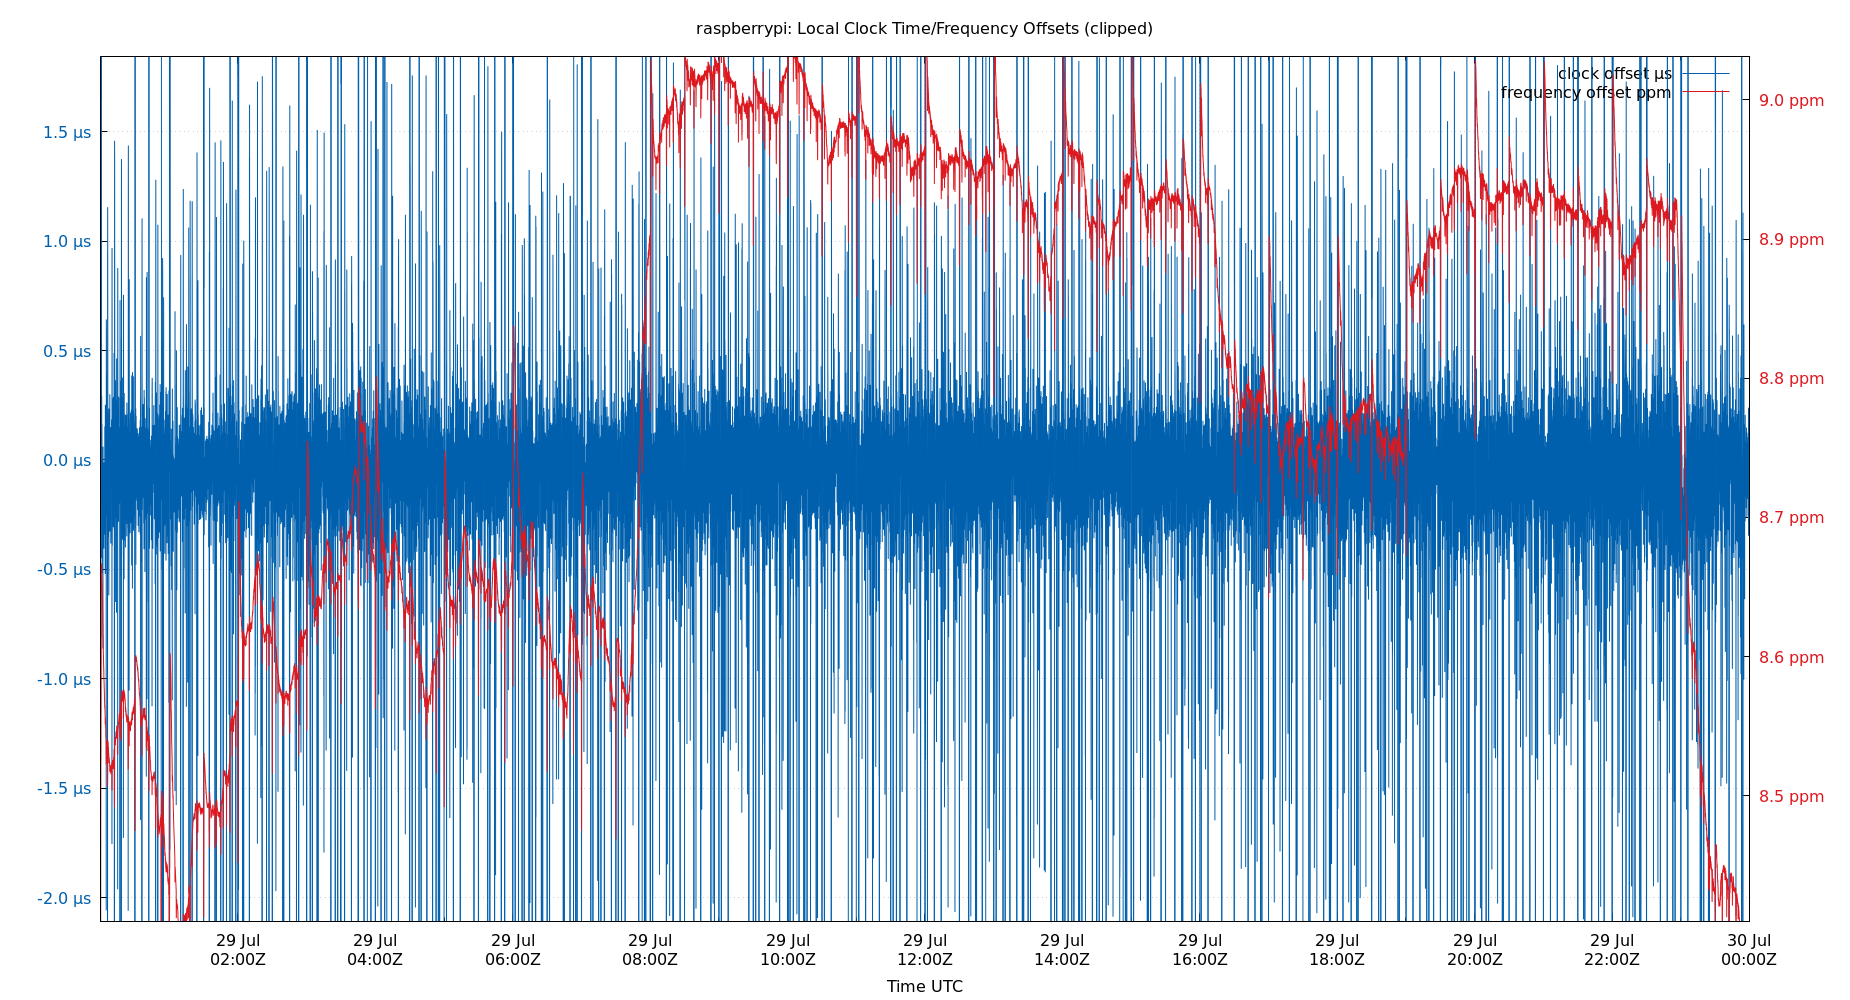 raspberrypi: Local Clock Time/Frequency Offsets (clipped)
clock offset µs
frequency offset ppm
1.5 µs
1.0 µs
0.5 µs
0.0 µs
-0.5 µs
-1.0 µs
-1.5 µs
-2.0 µs
9.0 ppm
8.9 ppm
8.8 ppm
8.7 ppm
8.6 ppm
8.5 ppm
29 Jul 29 Jul 29 Jul 29 Jul 29 Jul 29 Jul 29 Jul 29 Jul 29 Jul 29 Jul 29 Jul 30 Jul
02:00Z 04:00Z 06:00Z 08:00Z 10:00Z 12:00Z 14:00Z 16:00Z 18:00Z 20:00Z 22:00Z 00:00Z
Time UTC